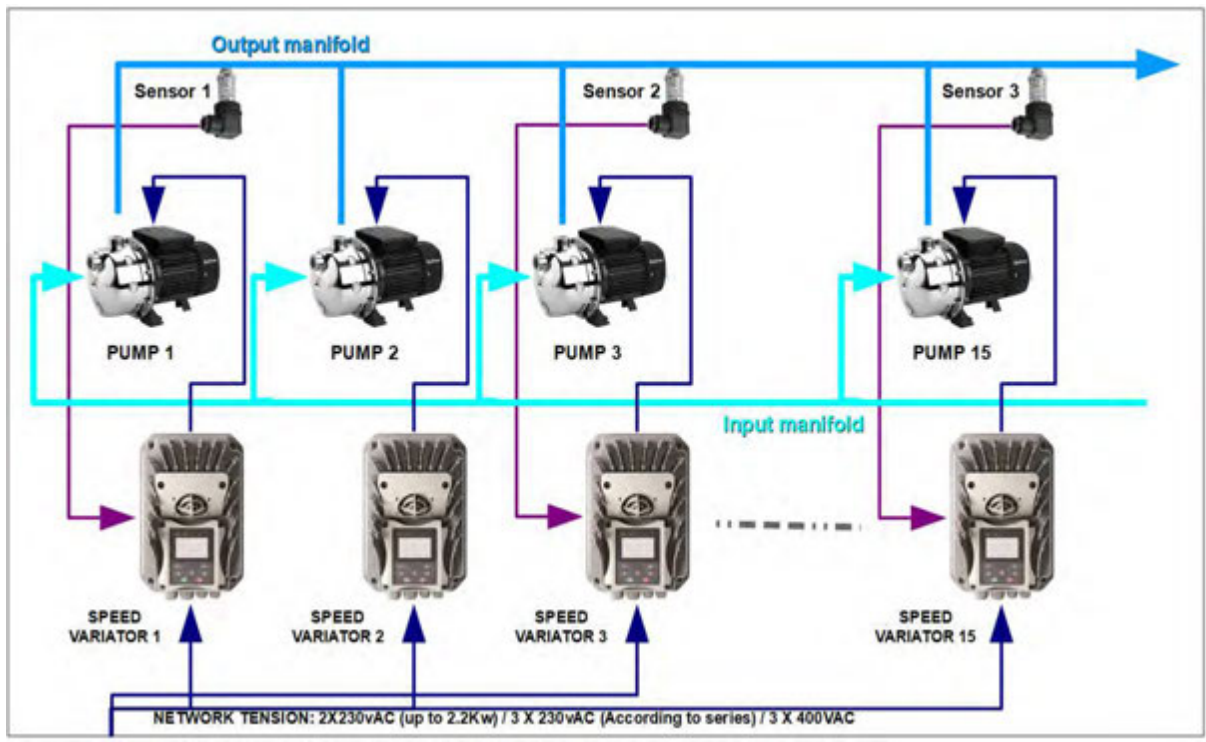 Output manifold
Sensor 1
Sensor 2
Sensor 3
PUMP 1
PUMP 2
PUMP 3
PUMP 15
Input manifold
SPEED
VARIATOR 1
SPEED
VARIATOR 2
SPEED
VARIATOR 3
SPEED
VARIATOR 15
NETWORK TENSION: 2X230vAC (up to 2.2Kw) / 3 X 230vAC (According to series) / 3 X 400VAC